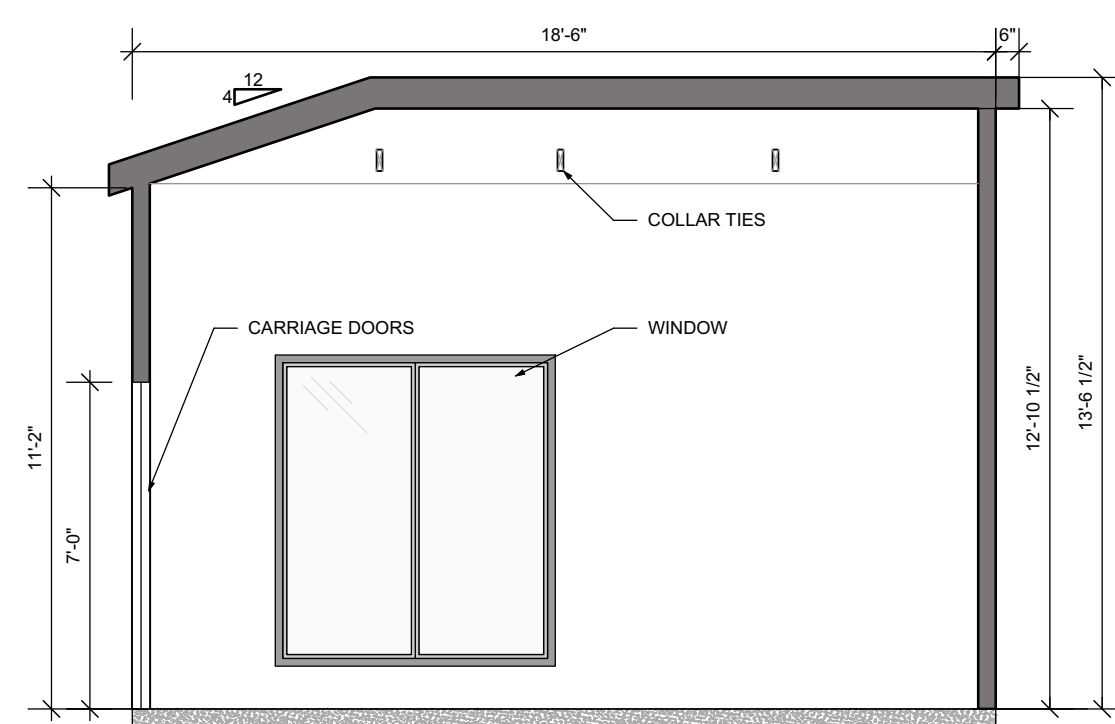 18'-6"
6"
12
4
COLLAR TIES
CARRIAGE DOORS
WINDOW
11'-2"
7'-0"
12'-10 1/2"
13'-6 1/2"